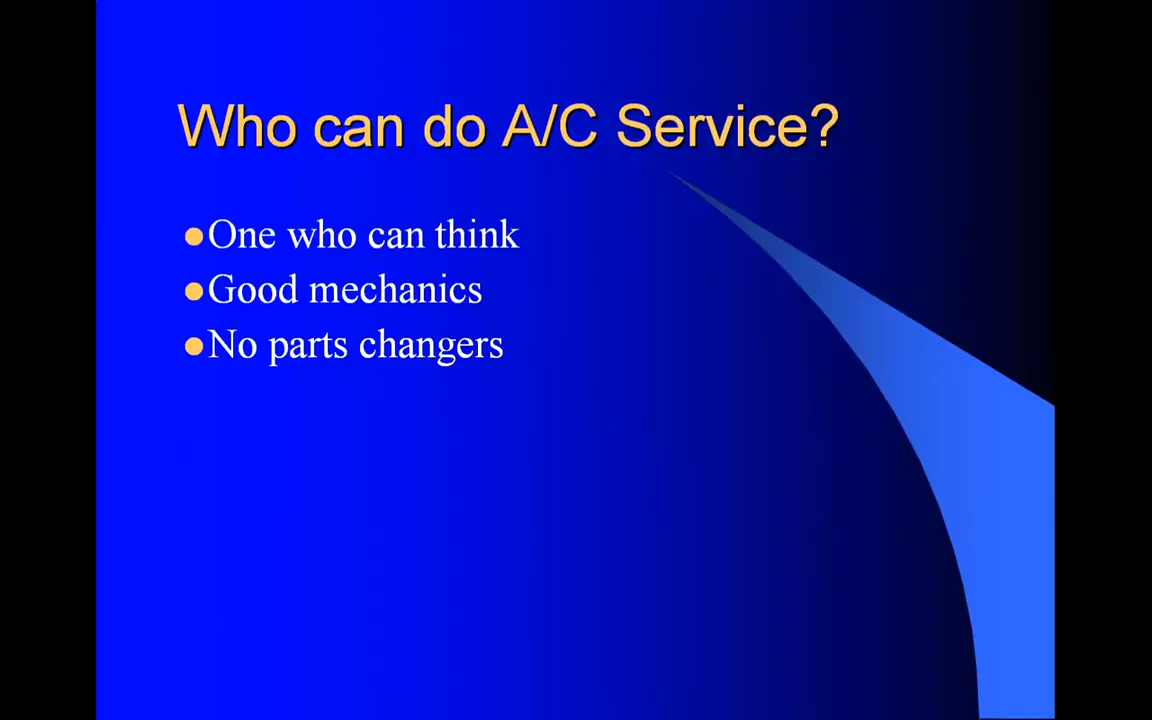 Who can do A/C Service?
One who can think
Good mechanics
No parts changers